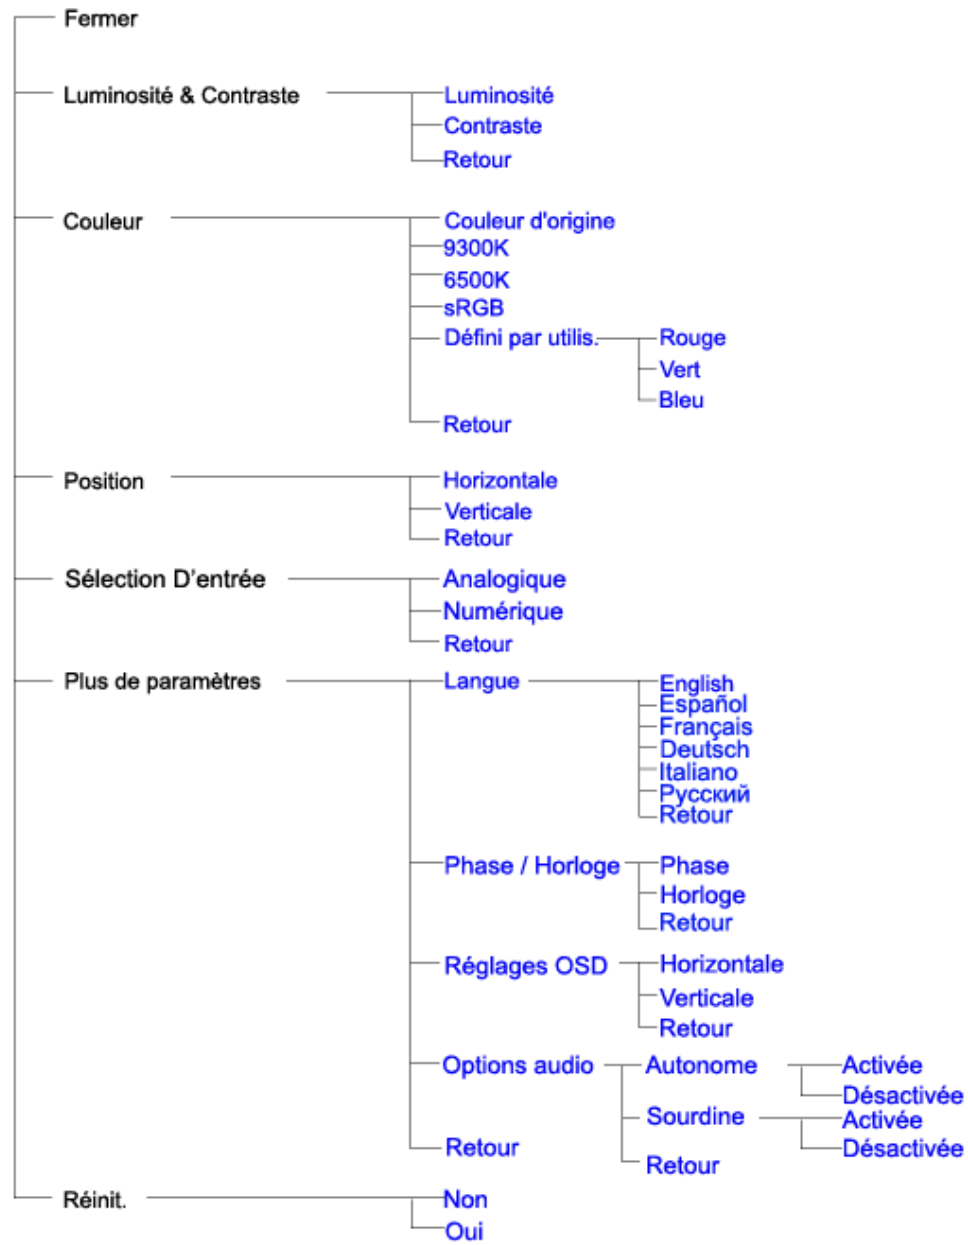 Fermer
Luminosité & Contraste Luminosité
Contraste
Retour
Couleur Couleur d'origine
9300K
6500K
sRGB
Défini par utilis. Rouge
Vert
Bleu
Retour
Position Horizontale
Verticale
Retour
Sélection D’entrée Analogique
Numérique
Retour
Plus de paramètres Langue English
Español
Français
Deutsch
Italiano
Русский
Retour
Phase / Horloge Phase
Horloge
Retour
Réglages OSD Horizontale
Verticale
Retour
Options audio Autonome Activée
Désactivée
Sourdine Activée
Désactivée
Retour
Retour
Réinit. Non
Oui